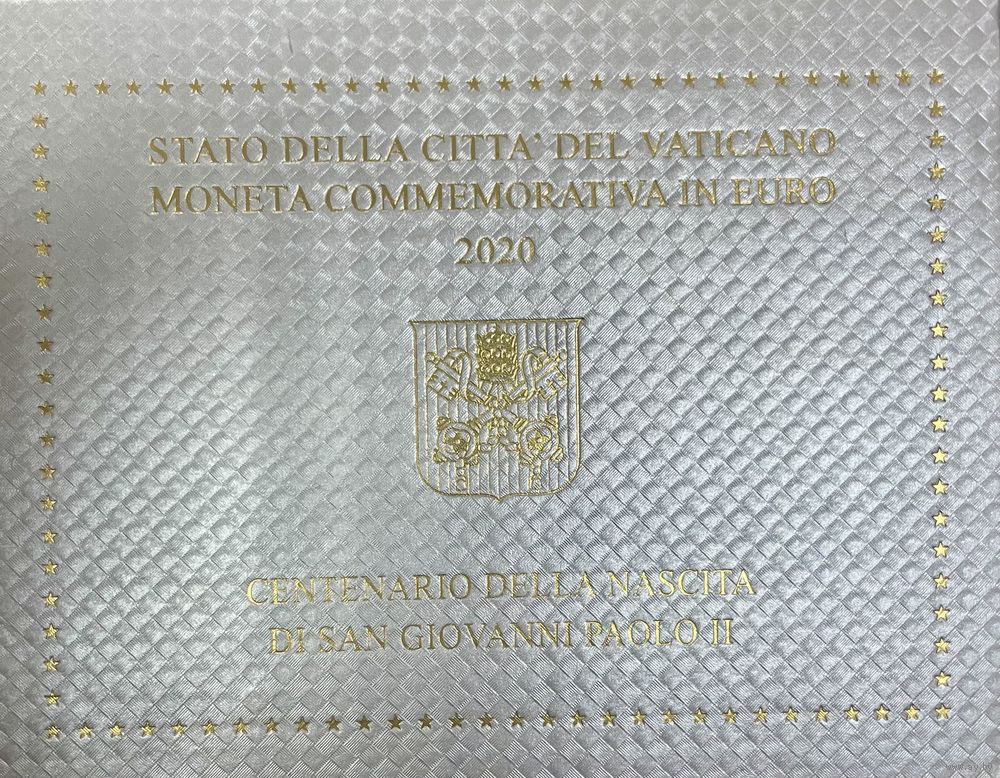 STATO DELLA CITTA' DEL VATICANO
MONETA COMMEMORATIVA IN EURO
2020
CENTENARIO DELLA NASCITA
DI SAN GIOVANNI PAOLO II